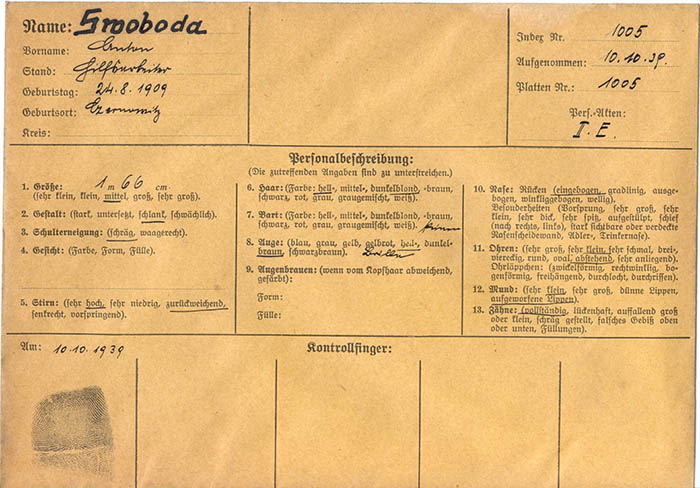 Name: Swoboda
Vorname: Anton
Stand: Hilfsarbeiter
Geburtstag: 24.8.1909
Geburtsort: Czernowitz
Kreis:
Index Nr. 1005
Aufgenommen: 10.10.39.
Platten Nr.: 1005
Pers.-Akten:
II. E.
Personalbeschreibung:
(Die zutreffenden Angaben sind zu unterstreichen.)
1. Größe: 1 m 66 cm
(sehr klein, klein, mittel, groß, sehr groß).
2. Gestalt: (stark, untersetzt, schlank, schwächlich).
3. Schulterneigung: (schräg, waagerecht).
4. Gesicht: (Farbe, Form, Fülle).
5. Stirn: (sehr hoch, sehr niedrig, zurückweichend,
senkrecht, vorspringend).
6. Haar: (Farbe: hell-, mittel-, dunkelblond, -braun,
schwarz, rot, grau, graugemischt, weiß).
7. Bart: (Farbe: hell-, mittel-, dunkelblond, -braun,
schwarz, rot, grau, graugemischt, weiß).
8. Auge: (blau, grau, gelb, gelbrot, hell-, dunkel-
braun, schwarzbraun).
9. Augenbrauen: (wenn vom Kopfhaar abweichend,
gefärbt):
Form:
Fülle:
10. Nase: Rücken (eingebogen, gradlinig, ausge-
bogen, winkliggebogen, wellig).
Besonderheiten (Vorsprung, sehr groß, sehr
klein, sehr dick, sehr spitz, aufgestülpt, schief
(nach rechts, links), stark sichtbare oder verdeckte
Nasenscheidewand, Adler-, Trinkernase).
11. Ohren: (sehr groß, sehr klein, sehr schmal, drei-,
viereckig, rund, oval, abstehend, sehr anliegend).
Ohrläppchen: (zwickelförmig, rechtwinklig, bo-
genförmig, freihängend, durchlocht, durchrissen).
12. Mund: (sehr klein, sehr groß, dünne Lippen,
aufgeworfene Lippen).
13. Zähne: (vollständig, lückenhaft, auffallend groß
oder klein, schräg gestellt, falsches Gebiß oben
oder unten, Füllungen).
Am: 10.10.1939
Kontrollfinger: